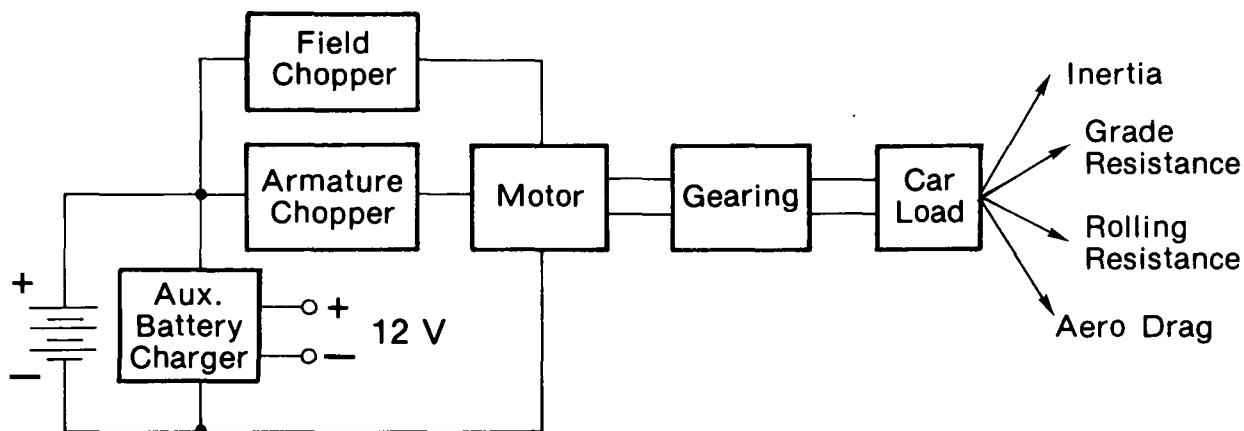 Field
Chopper
Inertia
Grade
Resistance
Armature
Chopper
Motor
Gearing
Car
Load
Rolling
Resistance
+
Aux.
Battery
Charger
+
12 V
−
Aero Drag
−